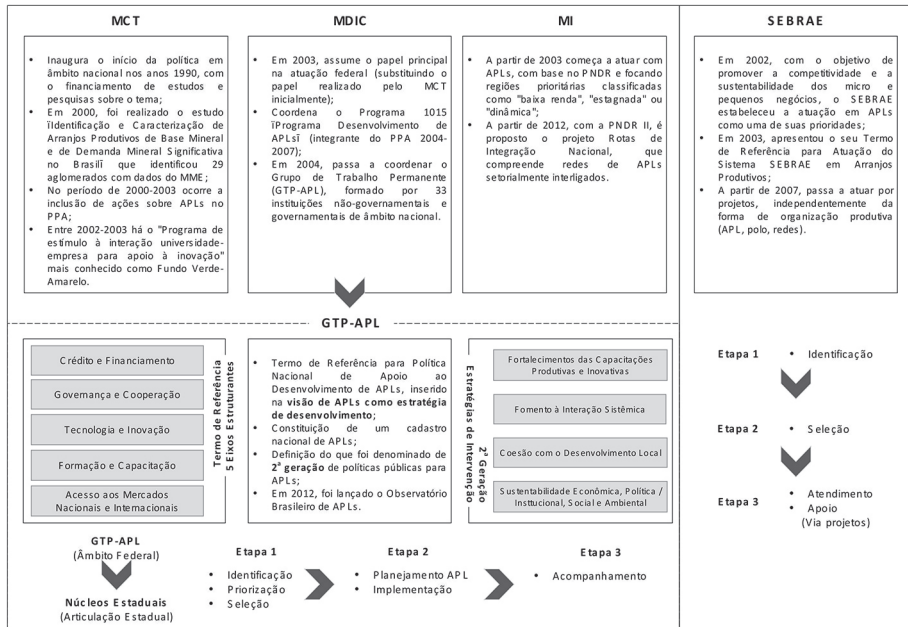 MCT
• Inaugura o início da política em
âmbito nacional nos anos 1990, com
o financiamento de estudos e
pesquisas sobre o tema;
• Em 2000, foi realizado o estudo
ïIdentificação e Caracterização de
Arranjos Produtivos de Base Mineral
e de Demanda Mineral Significativa
no Brasilï que identificou 29
aglomerados com dados do MME;
• No período de 2000-2003 ocorre a
inclusão de ações sobre APLs no
PPA;
• Entre 2002-2003 há o "Programa de
estímulo à interação universidade-
empresa para apoio à inovação"
mais conhecido como Fundo Verde-
Amarelo.
MDIC
• Em 2003, assume o papel principal
na atuação federal (substituindo o
papel realizado pelo MCT
inicialmente);
• Coordena o Programa 1015
ïPrograma Desenvolvimento de
APLsï (integrante do PPA 2004-
2007);
• Em 2004, passa a coordenar o
Grupo de Trabalho Permanente
(GTP-APL), formado por 33
instituições não-governamentais e
governamentais de âmbito nacional.
MI
• A partir de 2003 começa a atuar com
APLs, com base no PNDR e focando
regiões prioritárias classificadas
como "baixa renda", "estagnada" ou
"dinâmica";
• A partir de 2012, com a PNDR II, é
proposto o projeto Rotas de
Integração Nacional, que
compreende redes de APLs
setorialmente interligados.
SEBRAE
• Em 2002, com o objetivo de
promover a competitividade e a
sustentabilidade dos micro e
pequenos negócios, o SEBRAE
estabeleceu a atuação em APLs
como uma de suas prioridades;
• Em 2003, apresentou o seu Termo
de Referência para Atuação do
Sistema SEBRAE em Arranjos
Produtivos;
• A partir de 2007, passa a atuar por
projetos, independentemente da
forma de organização produtiva
(APL, polo, redes).
GTP-APL
Crédito e Financiamento
Governança e Cooperação
Tecnologia e Inovação
Formação e Capacitação
Acesso aos Mercados
Nacionais e Internacionais
Termo de Referência
5 Eixos Estruturantes
• Termo de Referência para Política
Nacional de Apoio ao
Desenvolvimento de APLs, inserido
na visão de APLs como estratégia
de desenvolvimento;
• Constituição de um cadastro
nacional de APLs;
• Definição do que foi denominado de
2ª geração de políticas públicas para
APLs;
• Em 2012, foi lançado o Observatório
Brasileiro de APLs.
Estratégias de Intervenção
2ª Geração
Fortalecimentos das Capacitações
Produtivas e Inovativas
Fomento à Interação Sistêmica
Coesão com o Desenvolvimento Local
Sustentabilidade Econômica, Política /
Insttucional, Social e Ambiental
Etapa 1 • Identificação
Etapa 2 • Seleção
Etapa 3 • Atendimento
• Apoio
(Via projetos)
GTP-APL
(Âmbito Federal)
Núcleos Estaduais
(Articulação Estadual)
Etapa 1
• Identificação
• Priorização
• Seleção
Etapa 2
• Planejamento APL
• Implementação
Etapa 3
• Acompanhamento